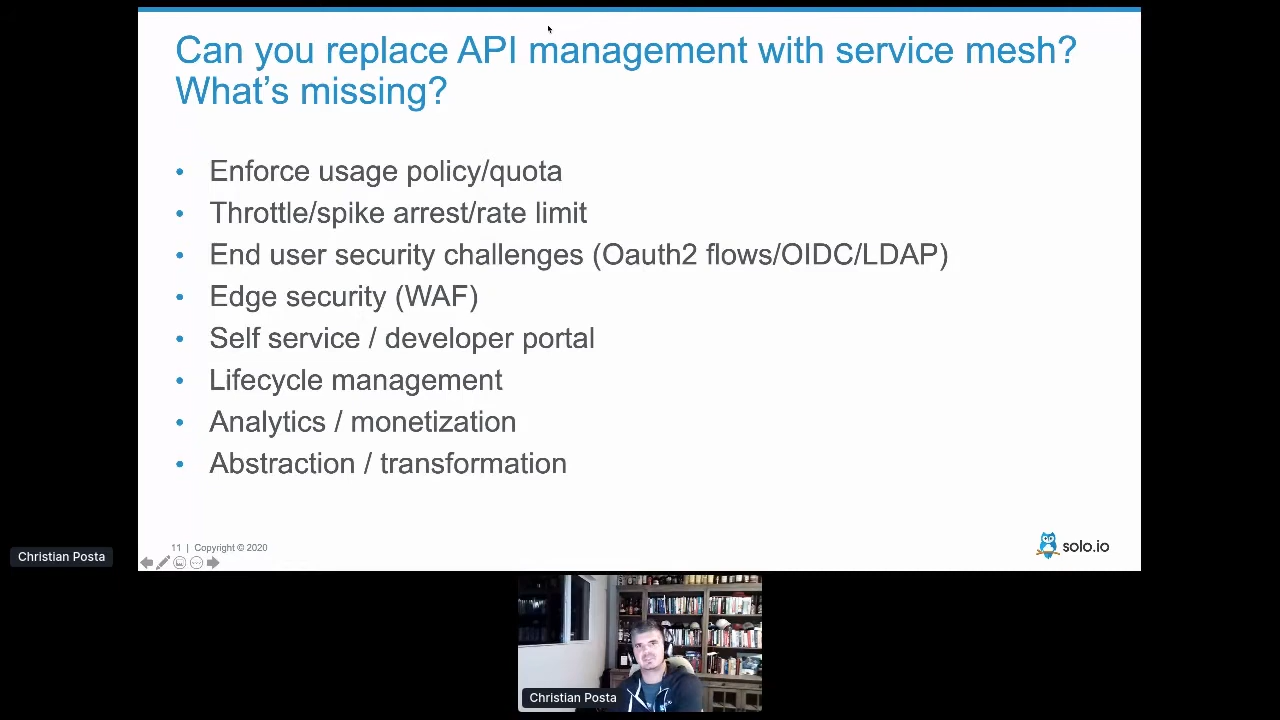 Can you replace API management with service mesh?
What's missing?
• Enforce usage policy/quota
• Throttle/spike arrest/rate limit
• End user security challenges (Oauth2 flows/OIDC/LDAP)
• Edge security (WAF)
• Self service / developer portal
• Lifecycle management
• Analytics / monetization
• Abstraction / transformation
11 | Copyright © 2020
solo.io
Christian Posta
Christian Posta